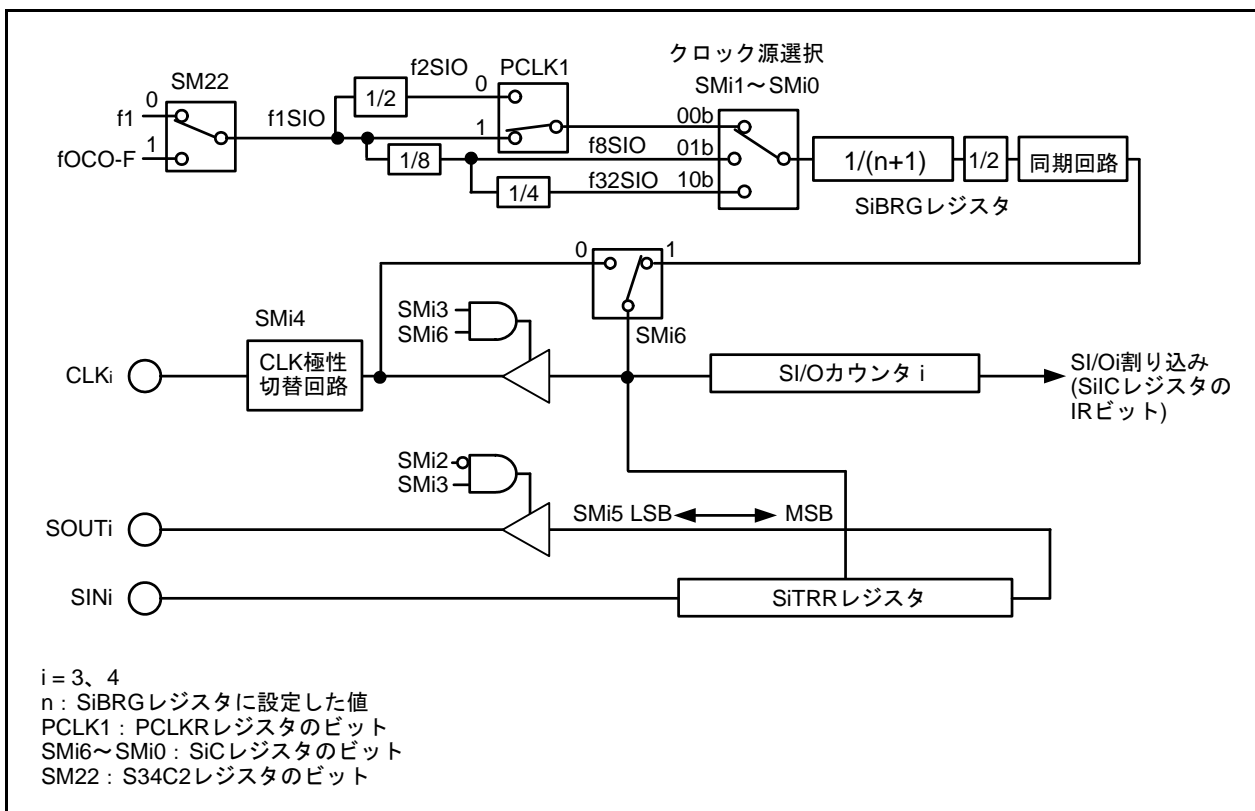 クロック源選択
SMi1～SMi0
SM22
f2SIO
PCLK1
0
f1
1
fOCO-F
f1SIO
1/2
0
1
1/8
f8SIO
1/4
f32SIO
00b
01b
10b
1/(n+1)
SiBRGレジスタ
1/2
同期回路
0
1
SMi6
SMi3
SMi6
SMi4
CLKi
CLK極性
切替回路
SI/Oカウンタ i
SI/Oi割り込み
(SiICレジスタの
IRビット)
SMi2
SMi3
SOUTi
SMi5 LSB
MSB
SINi
SiTRRレジスタ
i = 3、4
n : SiBRGレジスタに設定した値
PCLK1 : PCLKRレジスタのビット
SMi6～SMi0 : SiCレジスタのビット
SM22 : S34C2レジスタのビット